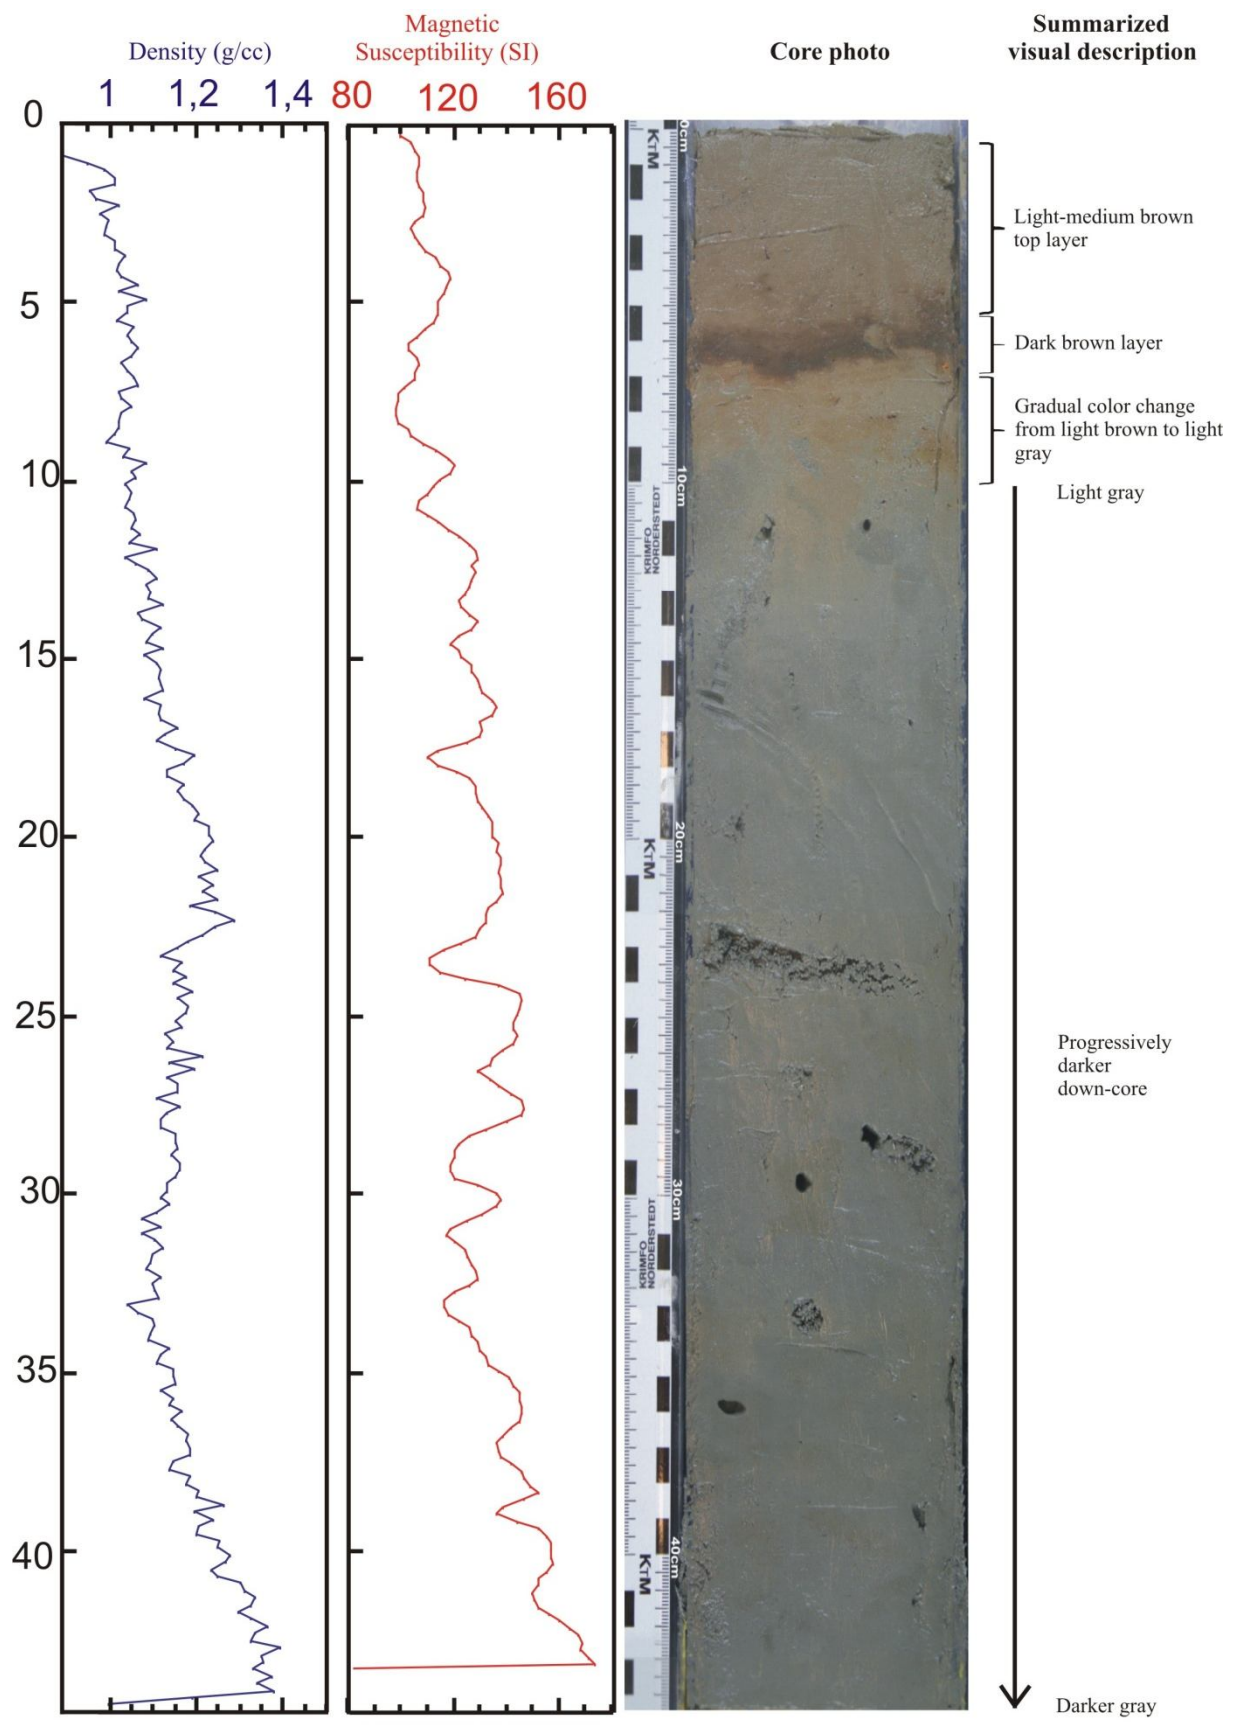 Density (g/cc)
Magnetic
Susceptibility (SI)
Core photo
Summarized
visual description
1 1,2 1,4
80 120 160
0
5
10
15
20
25
30
35
40
0cm
KTM
10cm
KRIMFO
NORDERSTEDT
20cm
KTM
30cm
KRIMFO
NORDERSTEDT
40cm
KTM
Light-medium brown
top layer
Dark brown layer
Gradual color change
from light brown to light
gray
Light gray
Progressively
darker
down-core
Darker gray